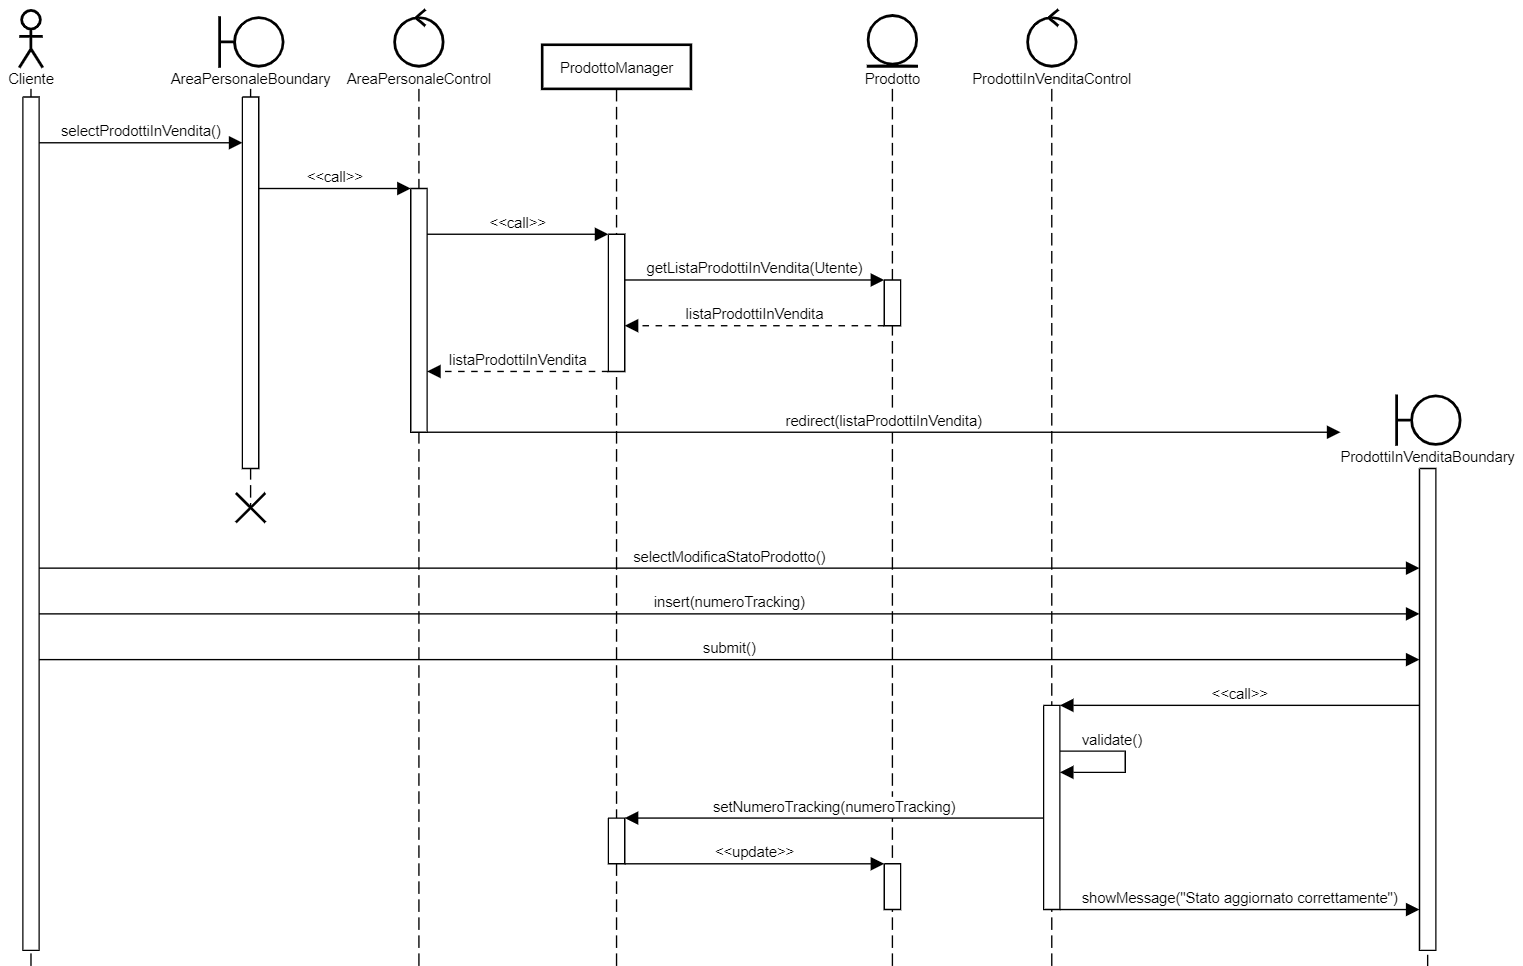 Cliente
AreaPersonaleBoundary
AreaPersonaleControl
ProdottoManager
Prodotto
ProdottiInVenditaControl
selectProdottiInVendita()
<<call>>
<<call>>
getListaProdottiInVendita(Utente)
listaProdottiInVendita
listaProdottiInVendita
redirect(listaProdottiInVendita)
ProdottiInVenditaBoundary
selectModificaStatoProdotto()
insert(numeroTracking)
submit()
<<call>>
validate()
setNumeroTracking(numeroTracking)
<<update>>
showMessage("Stato aggiornato correttamente")